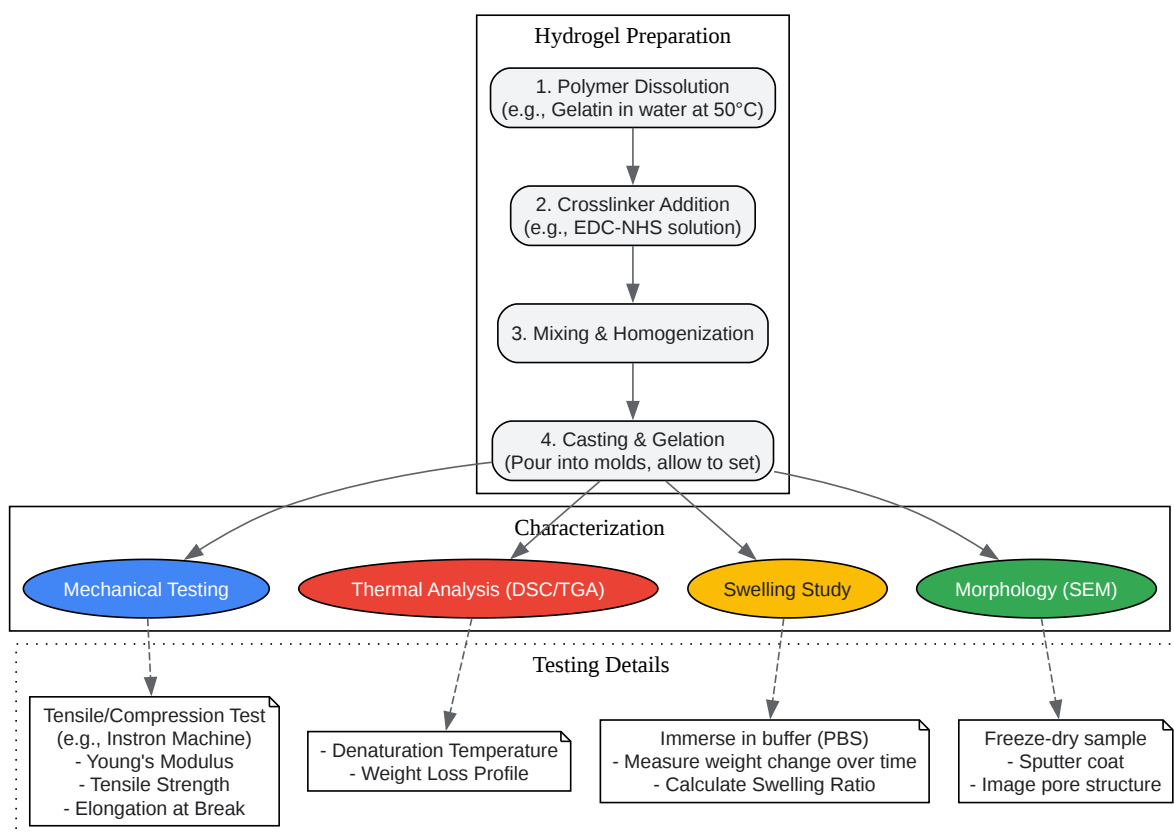 Hydrogel Preparation
1. Polymer Dissolution
(e.g., Gelatin in water at 50°C)
2. Crosslinker Addition
(e.g., EDC-NHS solution)
3. Mixing & Homogenization
4. Casting & Gelation
(Pour into molds, allow to set)
Characterization
Mechanical Testing
Thermal Analysis (DSC/TGA)
Swelling Study
Morphology (SEM)
Testing Details
Tensile/Compression Test
(e.g., Instron Machine)
- Young's Modulus
- Tensile Strength
- Elongation at Break
- Denaturation Temperature
- Weight Loss Profile
Immerse in buffer (PBS)
- Measure weight change over time
- Calculate Swelling Ratio
Freeze-dry sample
- Sputter coat
- Image pore structure